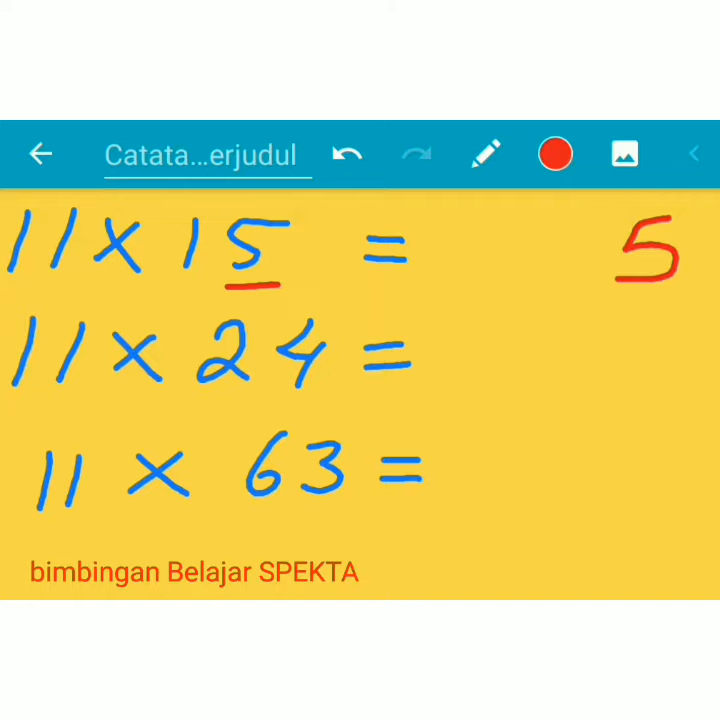 Catata...erjudul
11 x 15 = 5
11 x 24 =
11 x 63 =
bimbingan Belajar SPEKTA